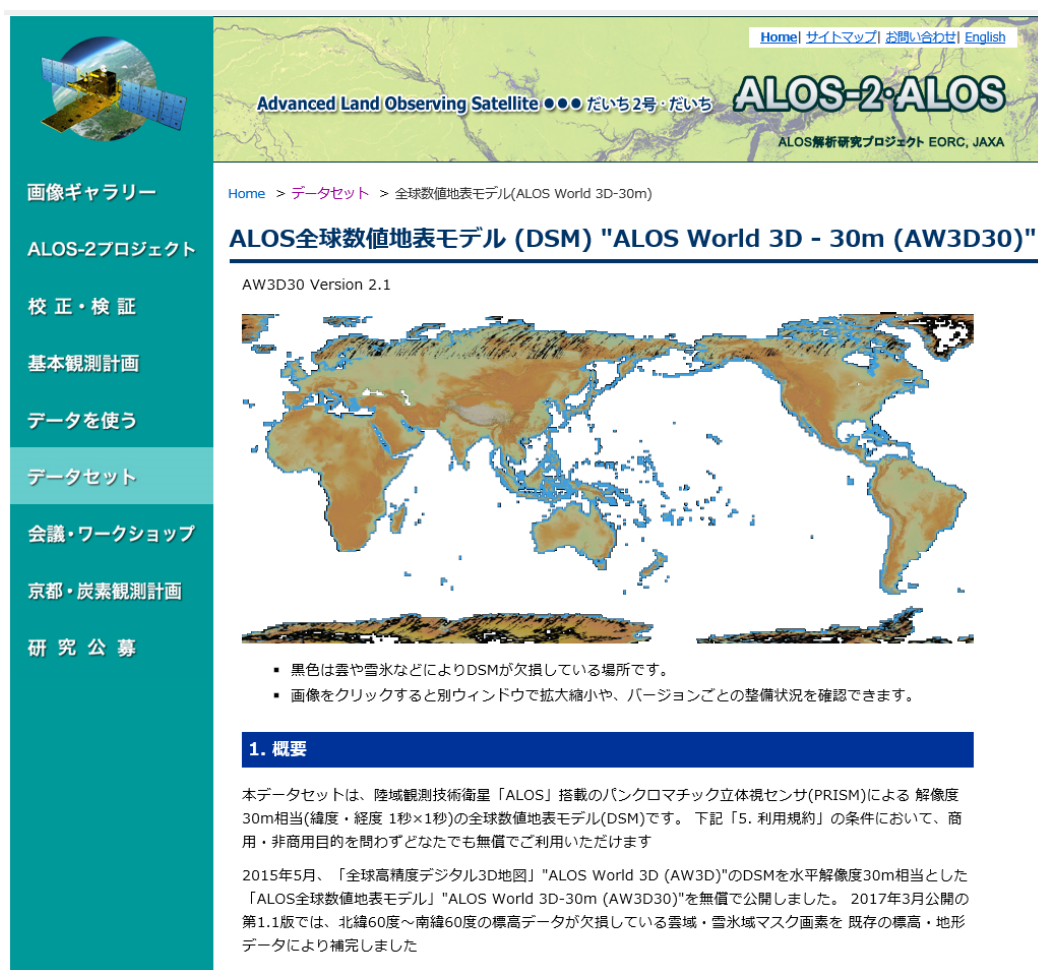 Home| サイトマップ| お問い合わせ| English
Advanced Land Observing Satellite ●●● だいち2号・だいち
ALOS-2・ALOS
ALOS解析研究プロジェクト EORC, JAXA
画像ギャラリー
ALOS-2プロジェクト
校 正・検 証
基本観測計画
データを使う
データセット
会議・ワークショップ
京都・炭素観測計画
研 究 公 募
Home > データセット > 全球数値地表モデル(ALOS World 3D-30m)
ALOS全球数値地表モデル (DSM) "ALOS World 3D - 30m (AW3D30)"
AW3D30 Version 2.1
▪ 黒色は雲や雪氷などによりDSMが欠損している場所です。
▪ 画像をクリックすると別ウィンドウで拡大縮小や、バージョンごとの整備状況を確認できます。
1. 概要
本データセットは、陸域観測技術衛星「ALOS」搭載のパンクロマチック立体視センサ(PRISM)による 解像度
30m相当(緯度・経度 1秒×1秒)の全球数値地表モデル(DSM)です。 下記「5. 利用規約」の条件において、商
用・非商用目的を問わずどなたでも無償でご利用いただけます
2015年5月、「全球高精度デジタル3D地図」"ALOS World 3D (AW3D)"のDSMを水平解像度30m相当とした
「ALOS全球数値地表モデル」"ALOS World 3D-30m (AW3D30)"を無償で公開しました。 2017年3月公開の
第1.1版では、北緯60度～南緯60度の標高データが欠損している雲域・雪氷域マスク画素を 既存の標高・地形
データにより補完しました